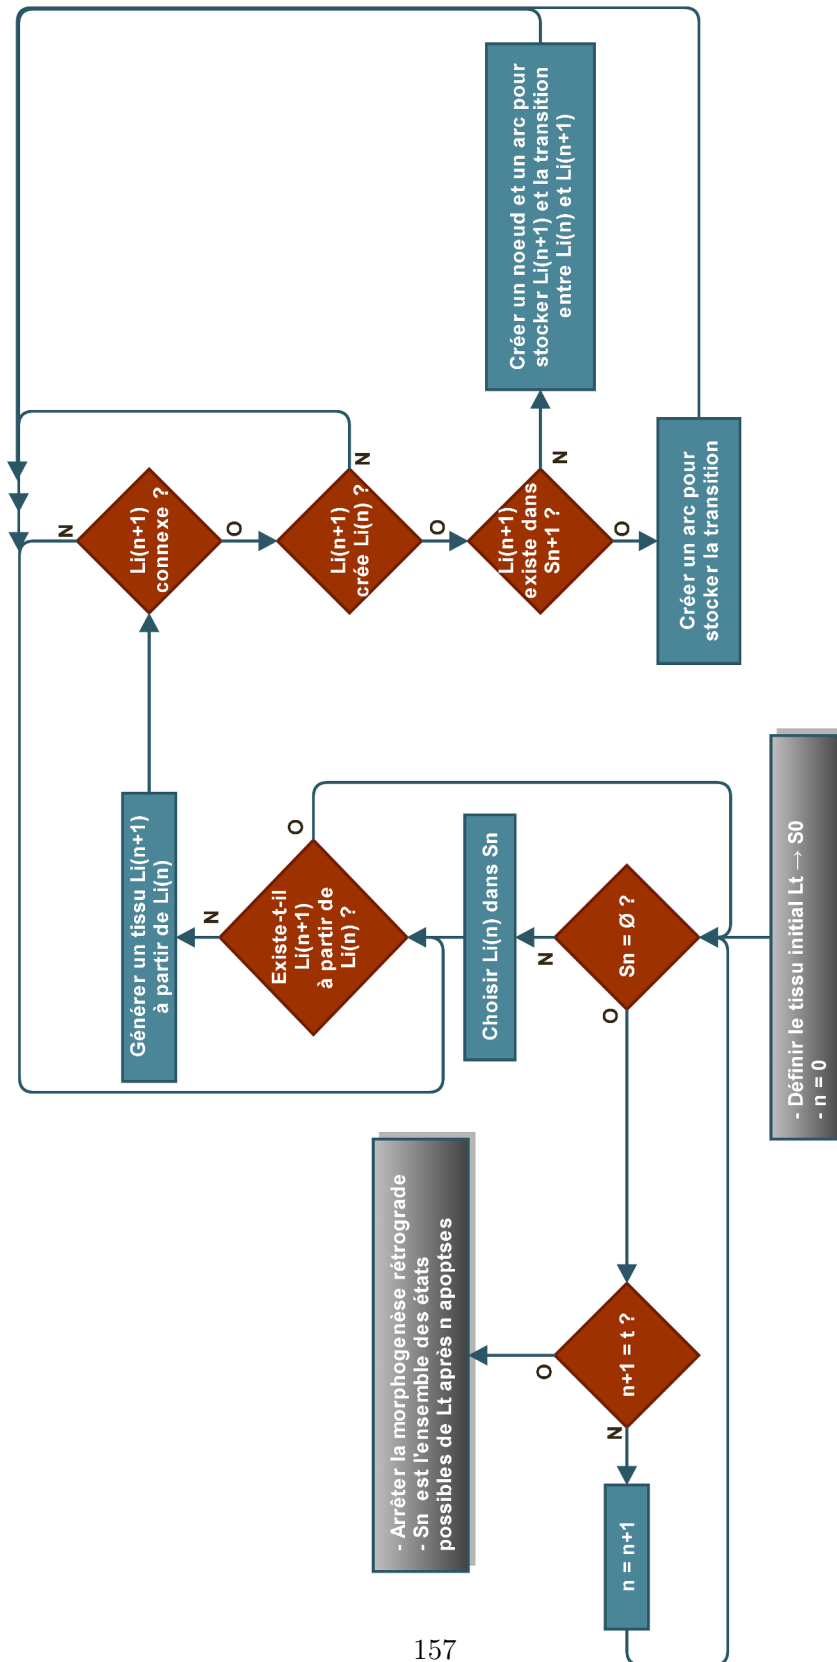 - Définir le tissu initial Lt → S0
- n = 0
Sn = Ø ?
N
O
Choisir Li(n) dans Sn
Existe-t-il
Li(n+1)
à partir de
Li(n) ?
N
O
Générer un tissu Li(n+1)
à partir de Li(n)
Li(n+1)
connexe ?
N
O
Li(n+1)
crée Li(n) ?
N
O
Li(n+1)
existe dans
Sn+1 ?
N
O
Créer un noeud et un arc pour
stocker Li(n+1) et la transition
entre Li(n) et Li(n+1)
Créer un arc pour
stocker la transition
n+1 = t ?
O
N
- Arrêter la morphogenèse rétrograde
- Sn est l'ensemble des états
possibles de Lt après n apoptses
n = n+1
157